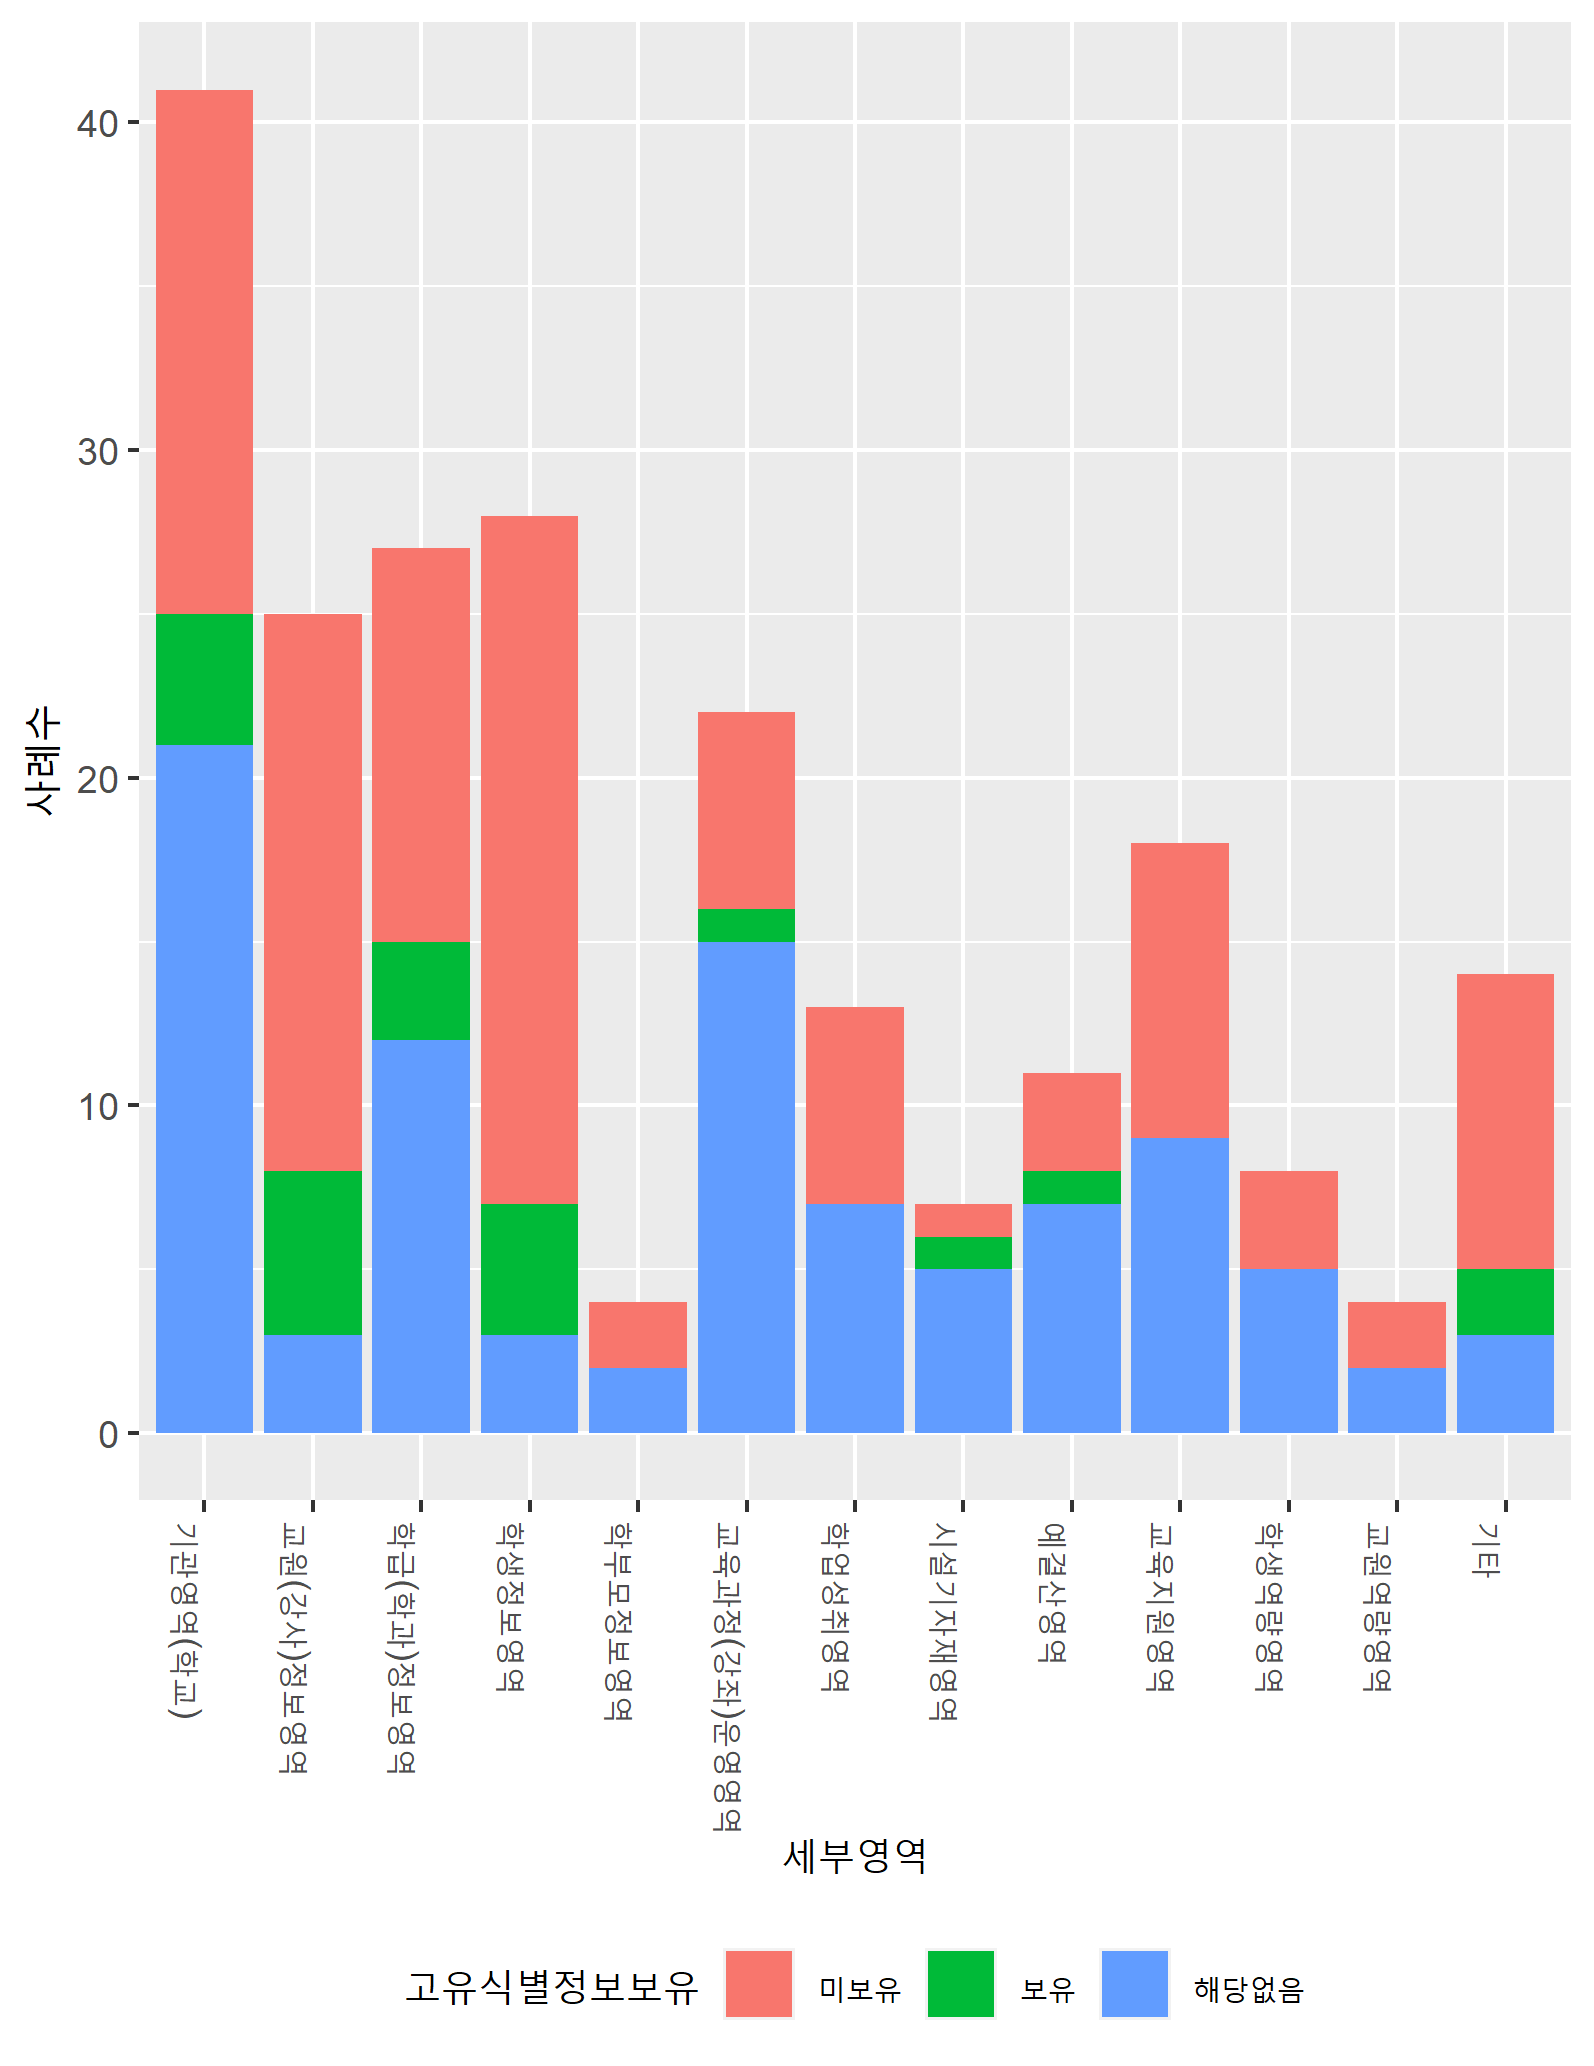 사례수
40
30
20
10
0
기관영역(학교)
교원(강사)정보영역
학급(학과)정보영역
학생정보영역
학부모정보영역
교육과정(강좌)운영영역
학업성취영역
시설기자재영역
예결산영역
교육지원영역
학생역량영역
교원역량영역
기타
세부영역
고유식별정보보유 미보유 보유 해당없음